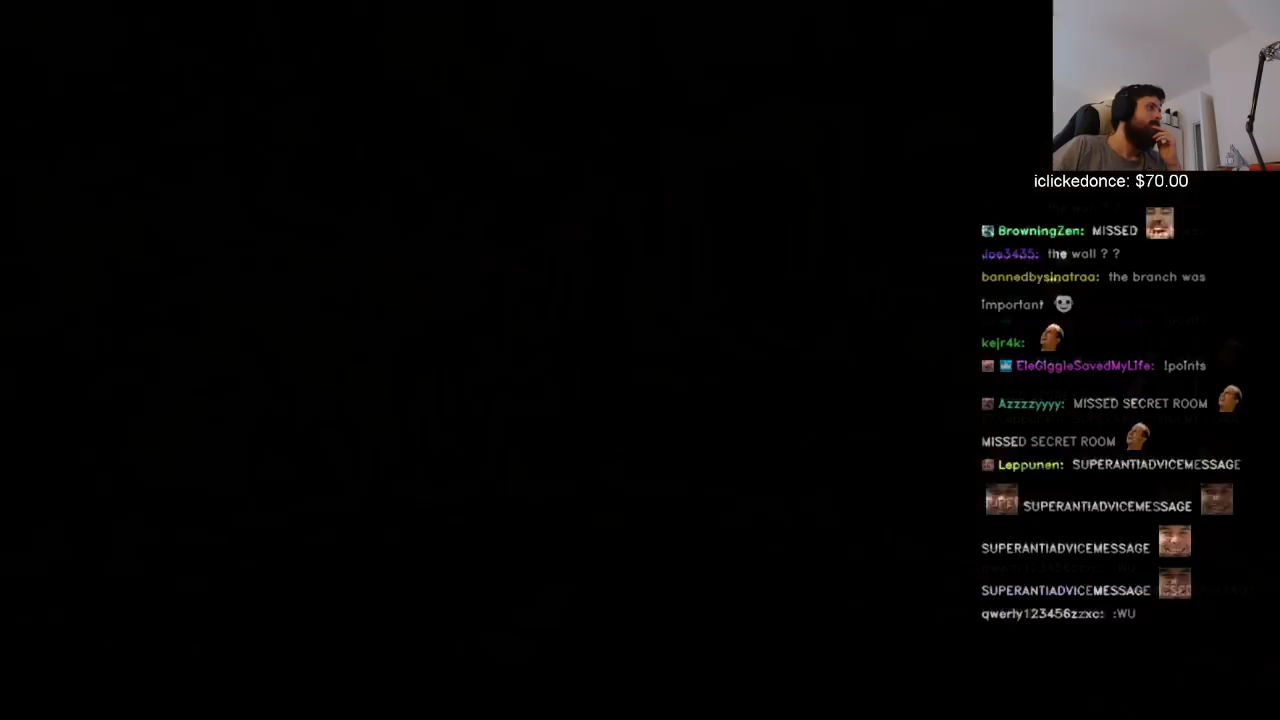 iclickedonce: $70.00
BrowningZen: MISSED
Joe3435: the wall ? ?
bannedbysinatraa: the branch was
important
kejr4k:
EleGiggleSavedMyLife: !points
Azzzzyyyy: MISSED SECRET ROOM
MISSED SECRET ROOM
Leppunen: SUPERANTIADVICEMESSAGE
SUPERANTIADVICEMESSAGE
SUPERANTIADVICEMESSAGE
SUPERANTIADVICEMESSAGE
qwerly123456zzxc: :WU